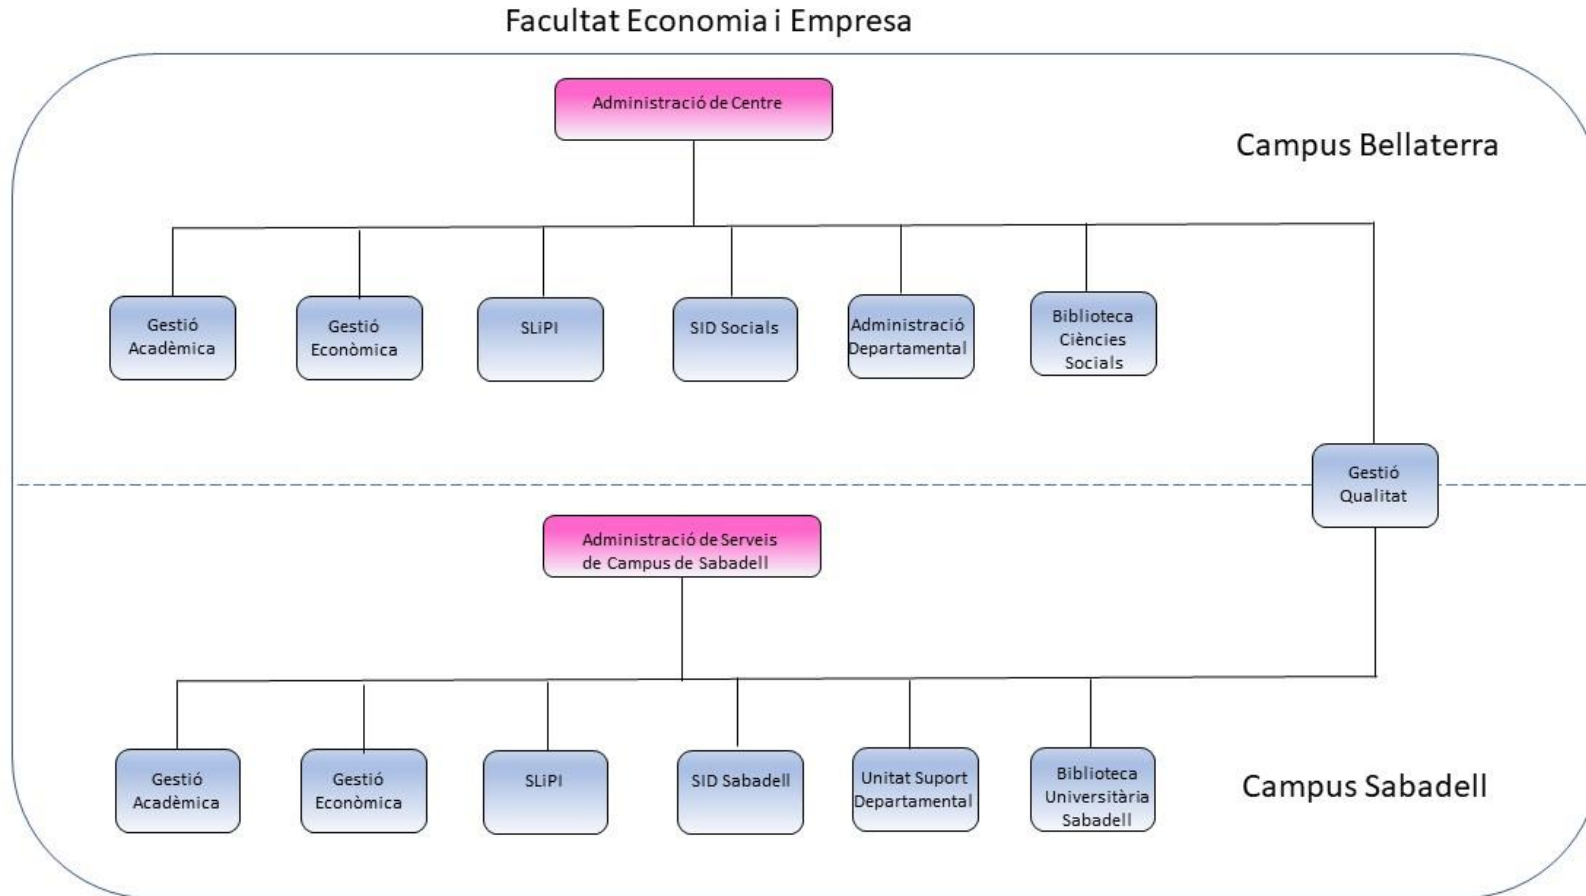 Facultat Economia i Empresa
Administració de Centre
Campus Bellaterra
Gestió
Acadèmica
Gestió
Econòmica
SLiPI
SID Socials
Administració
Departamental
Biblioteca
Ciències
Socials
Gestió
Qualitat
Administració de Serveis
de Campus de Sabadell
Gestió
Acadèmica
Gestió
Econòmica
SLiPI
SID Sabadell
Unitat Suport
Departamental
Biblioteca
Universitària
Sabadell
Campus Sabadell